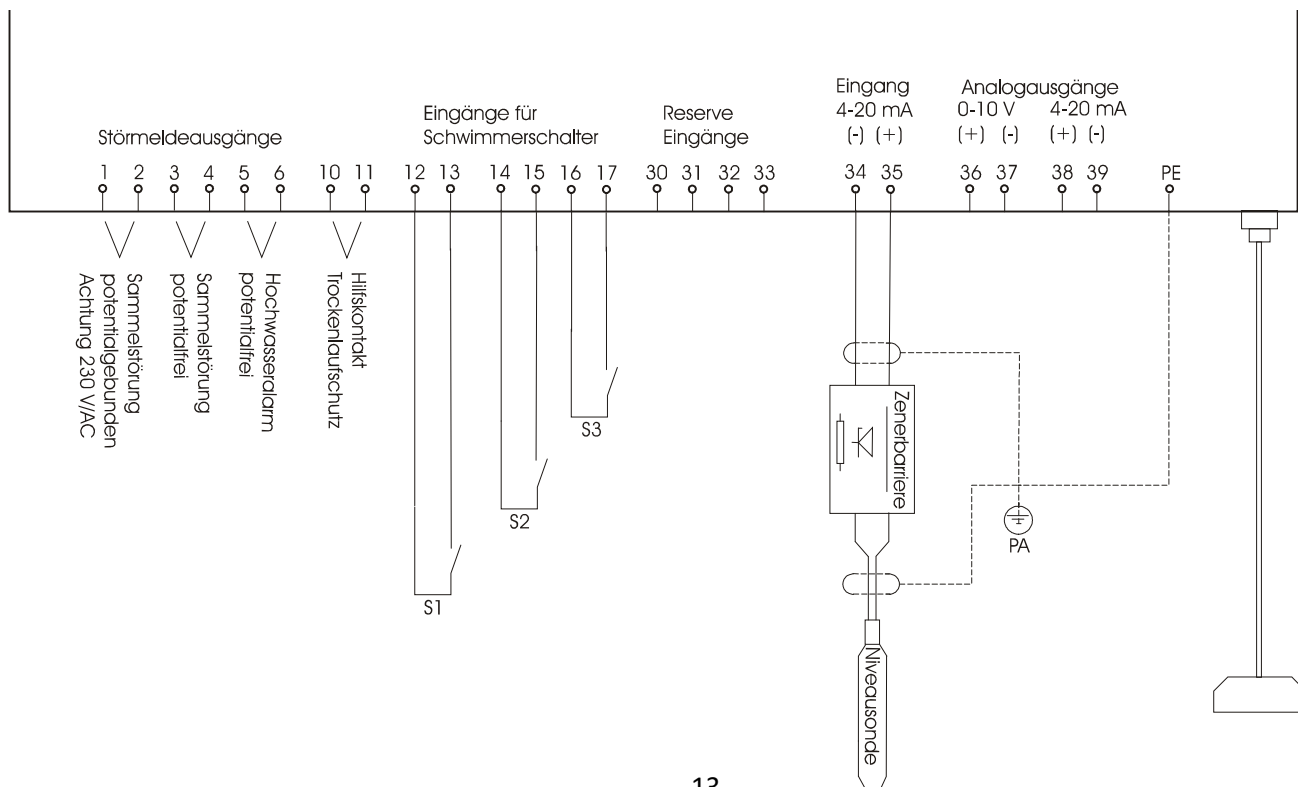 Störmeldeausgänge
Eingänge für
Schwimmerschalter
Reserve
Eingänge
Eingang
4-20 mA
(-) (+)
Analogausgänge
0-10 V 4-20 mA
(+) (-) (+) (-)
1 2 3 4 5 6 10 11 12 13 14 15 16 17 30 31 32 33 34 35 36 37 38 39 PE
Sammelstörung
potentialgebunden
Achtung 230 V/AC
Sammelstörung
potentialfrei
Hochwasseralarm
potentialfrei
Hilfskontakt
Trockenlaufschutz
S1
S2
S3
Zenerbarriere
PA
Niveausonde
13